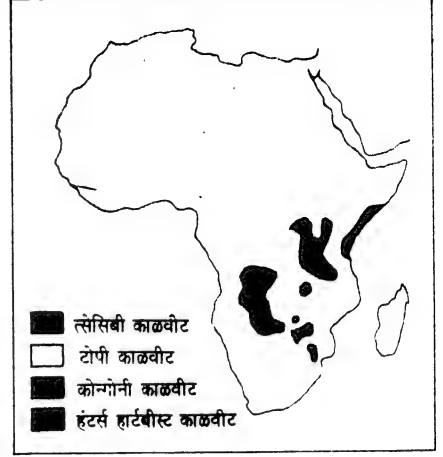 त्सेसिबी काळवीट
टोपी काळवीट
कोन्गोनी काळवीट
हंटर्स हार्टबीस्ट काळवीट